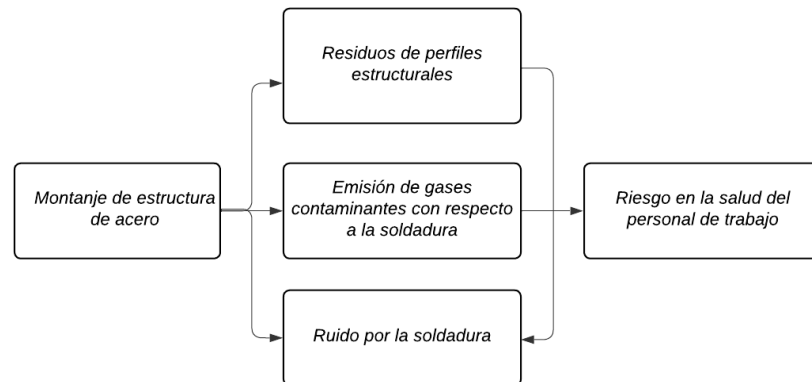 Residuos de perfiles
estructurales
Montanje de estructura
de acero
Emisión de gases
contaminantes con respecto
a la soldadura
Riesgo en la salud del
personal de trabajo
Ruido por la soldadura